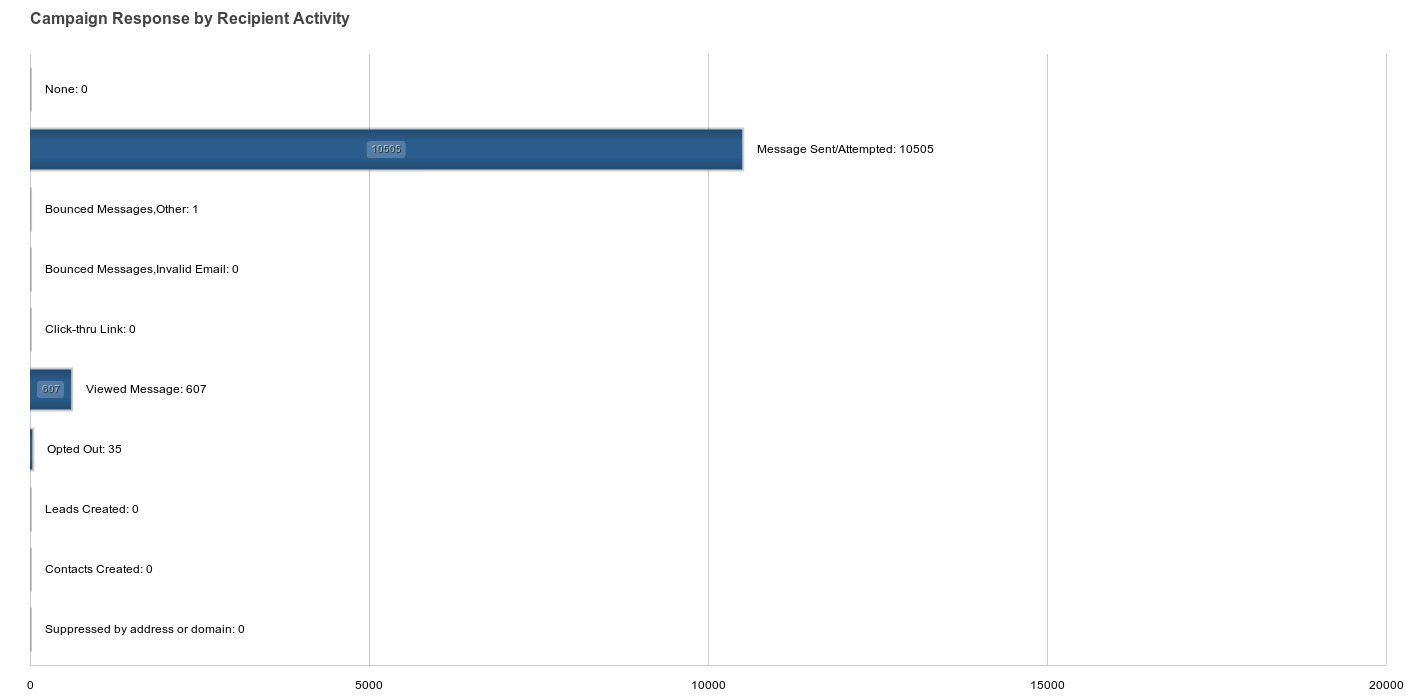 Campaign Response by Recipient Activity
None: 0
10505
Message Sent/Attempted: 10505
Bounced Messages,Other: 1
Bounced Messages,Invalid Email: 0
Click-thru Link: 0
607
Viewed Message: 607
Opted Out: 35
Leads Created: 0
Contacts Created: 0
Suppressed by address or domain: 0
0 5000 10000 15000 20000